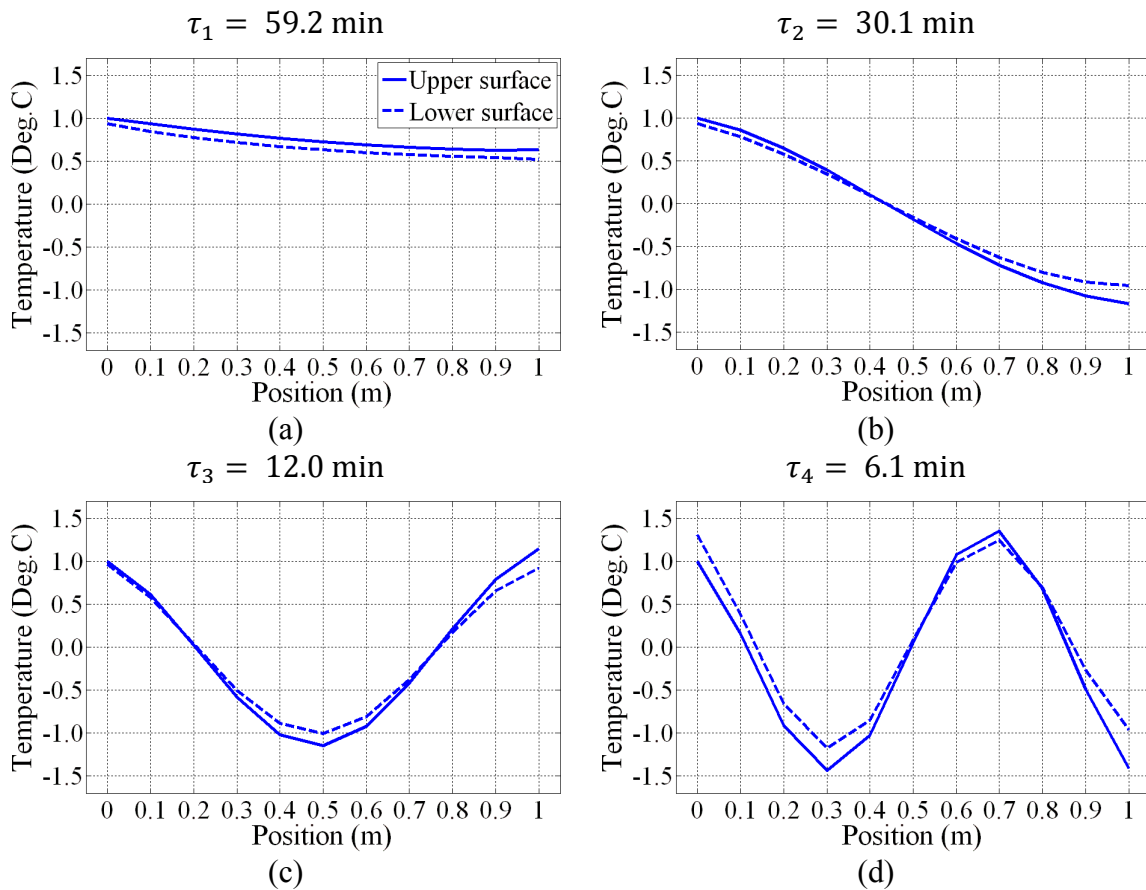 τ₁ = 59.2 min
Temperature (Deg.C)
1.5
1.0
0.5
0.0
-0.5
-1.0
-1.5
Upper surface
Lower surface
0 0.1 0.2 0.3 0.4 0.5 0.6 0.7 0.8 0.9 1
Position (m)
(a)
τ₂ = 30.1 min
Temperature (Deg.C)
1.5
1.0
0.5
0.0
-0.5
-1.0
-1.5
0 0.1 0.2 0.3 0.4 0.5 0.6 0.7 0.8 0.9 1
Position (m)
(b)
τ₃ = 12.0 min
Temperature (Deg.C)
1.5
1.0
0.5
0.0
-0.5
-1.0
-1.5
0 0.1 0.2 0.3 0.4 0.5 0.6 0.7 0.8 0.9 1
Position (m)
(c)
τ₄ = 6.1 min
Temperature (Deg.C)
1.5
1.0
0.5
0.0
-0.5
-1.0
-1.5
0 0.1 0.2 0.3 0.4 0.5 0.6 0.7 0.8 0.9 1
Position (m)
(d)